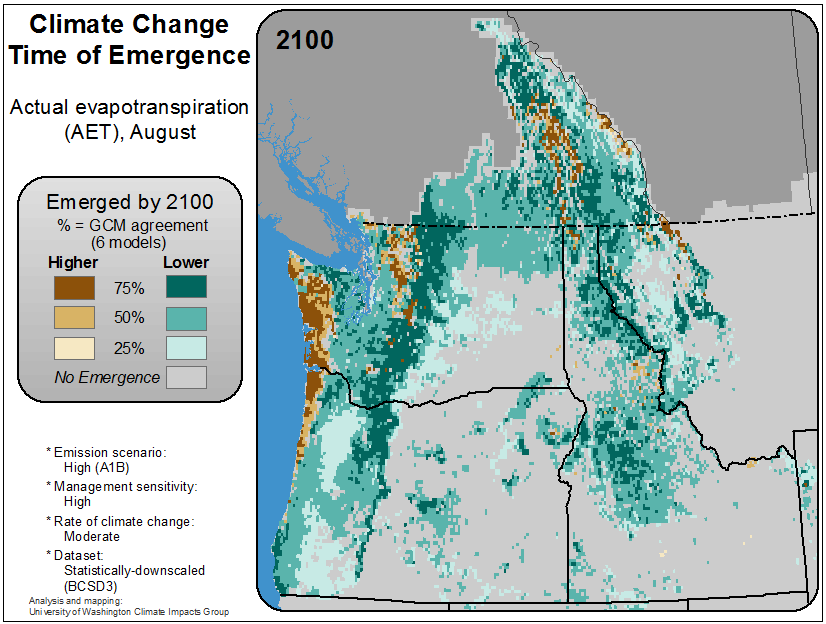 Climate Change
Time of Emergence
Actual evapotranspiration
(AET), August
Emerged by 2100
% = GCM agreement
(6 models)
Higher Lower
75%
50%
25%
No Emergence
* Emission scenario:
High (A1B)
* Management sensitivity:
High
* Rate of climate change:
Moderate
* Dataset:
Statistically-downscaled
(BCSD3)
Analysis and mapping:
University of Washington Climate Impacts Group
2100